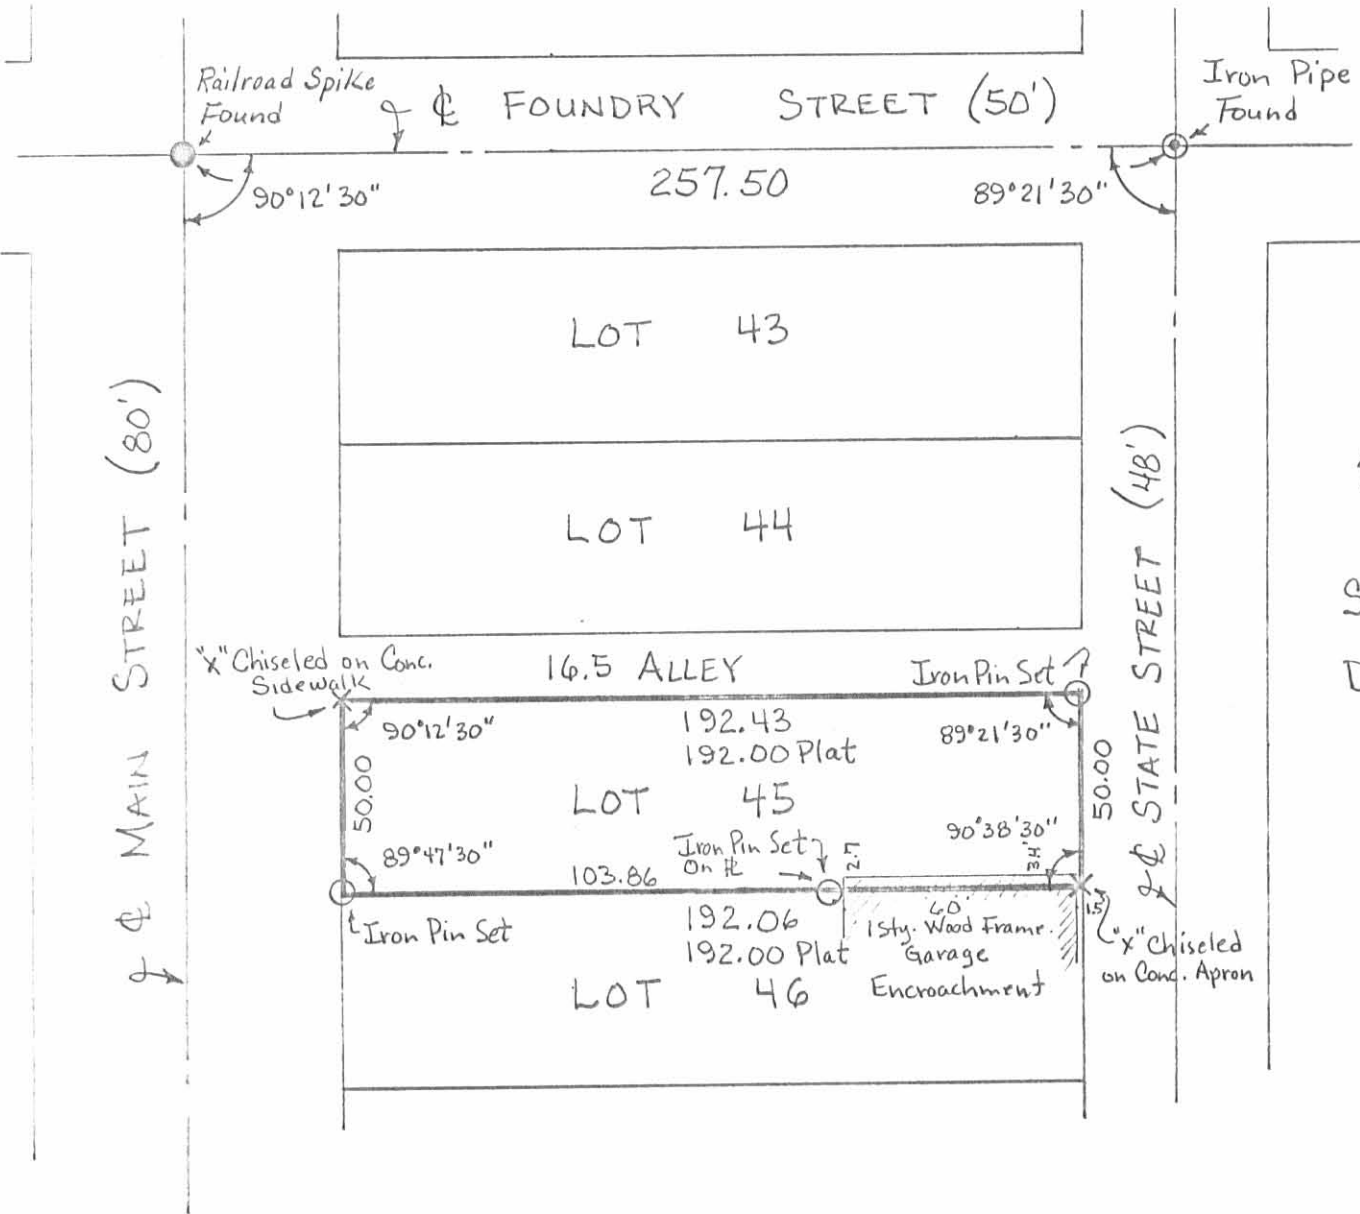 Railroad Spike
Found
℄ FOUNDRY STREET (50')
Iron Pipe
Found
90°12'30"
257.50
89°21'30"
LOT 43
MAIN STREET (80')
℄ STATE STREET (48')
LOT 44
"X" Chiseled on Conc.
Sidewalk
16.5 ALLEY
Iron Pin Set
90°12'30"
192.43
192.00 Plat
89°21'30"
50.00
LOT 45
50.00
℄
89°47'30"
103.86
Iron Pin Set
On ⅊
2.7
3.4'
90°38'30"
Iron Pin Set
192.06
192.00 Plat
60'
1 Sty. Wood Frame
Garage
Encroachment
1.5
"X" Chiseled
on Conc. Apron
LOT 46